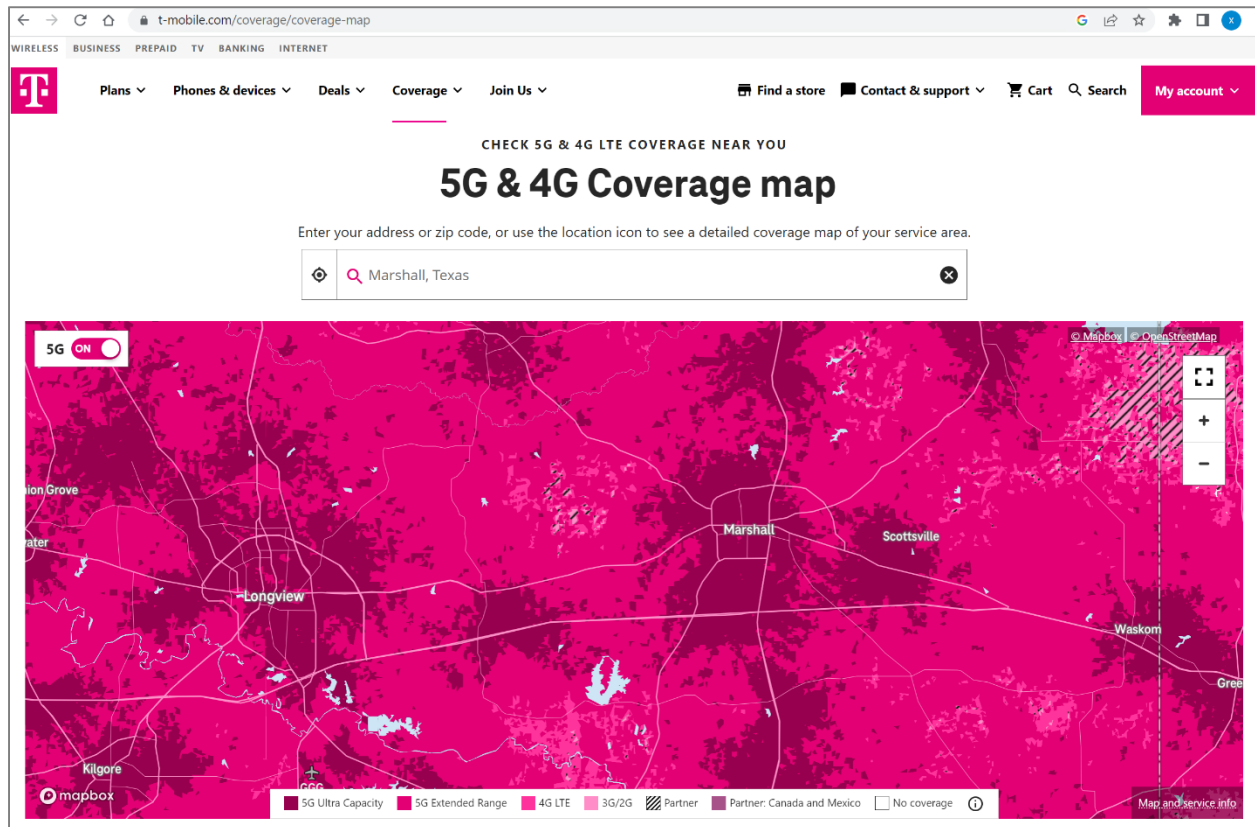 t-mobile.com/coverage/coverage-map
WIRELESS BUSINESS PREPAID TV BANKING INTERNET
T Plans Phones & devices Deals Coverage Join Us Find a store Contact & support Cart Search My account
CHECK 5G & 4G LTE COVERAGE NEAR YOU
5G & 4G Coverage map
Enter your address or zip code, or use the location icon to see a detailed coverage map of your service area.
Marshall, Texas
© Mapbox © OpenStreetMap
5G ON
ion Grove
Marshall
Scottsville
ater
Longview
Waskom
Gree
Kilgore
GGG
mapbox
5G Ultra Capacity 5G Extended Range 4G LTE 3G/2G Partner Partner: Canada and Mexico No coverage
Map and service info